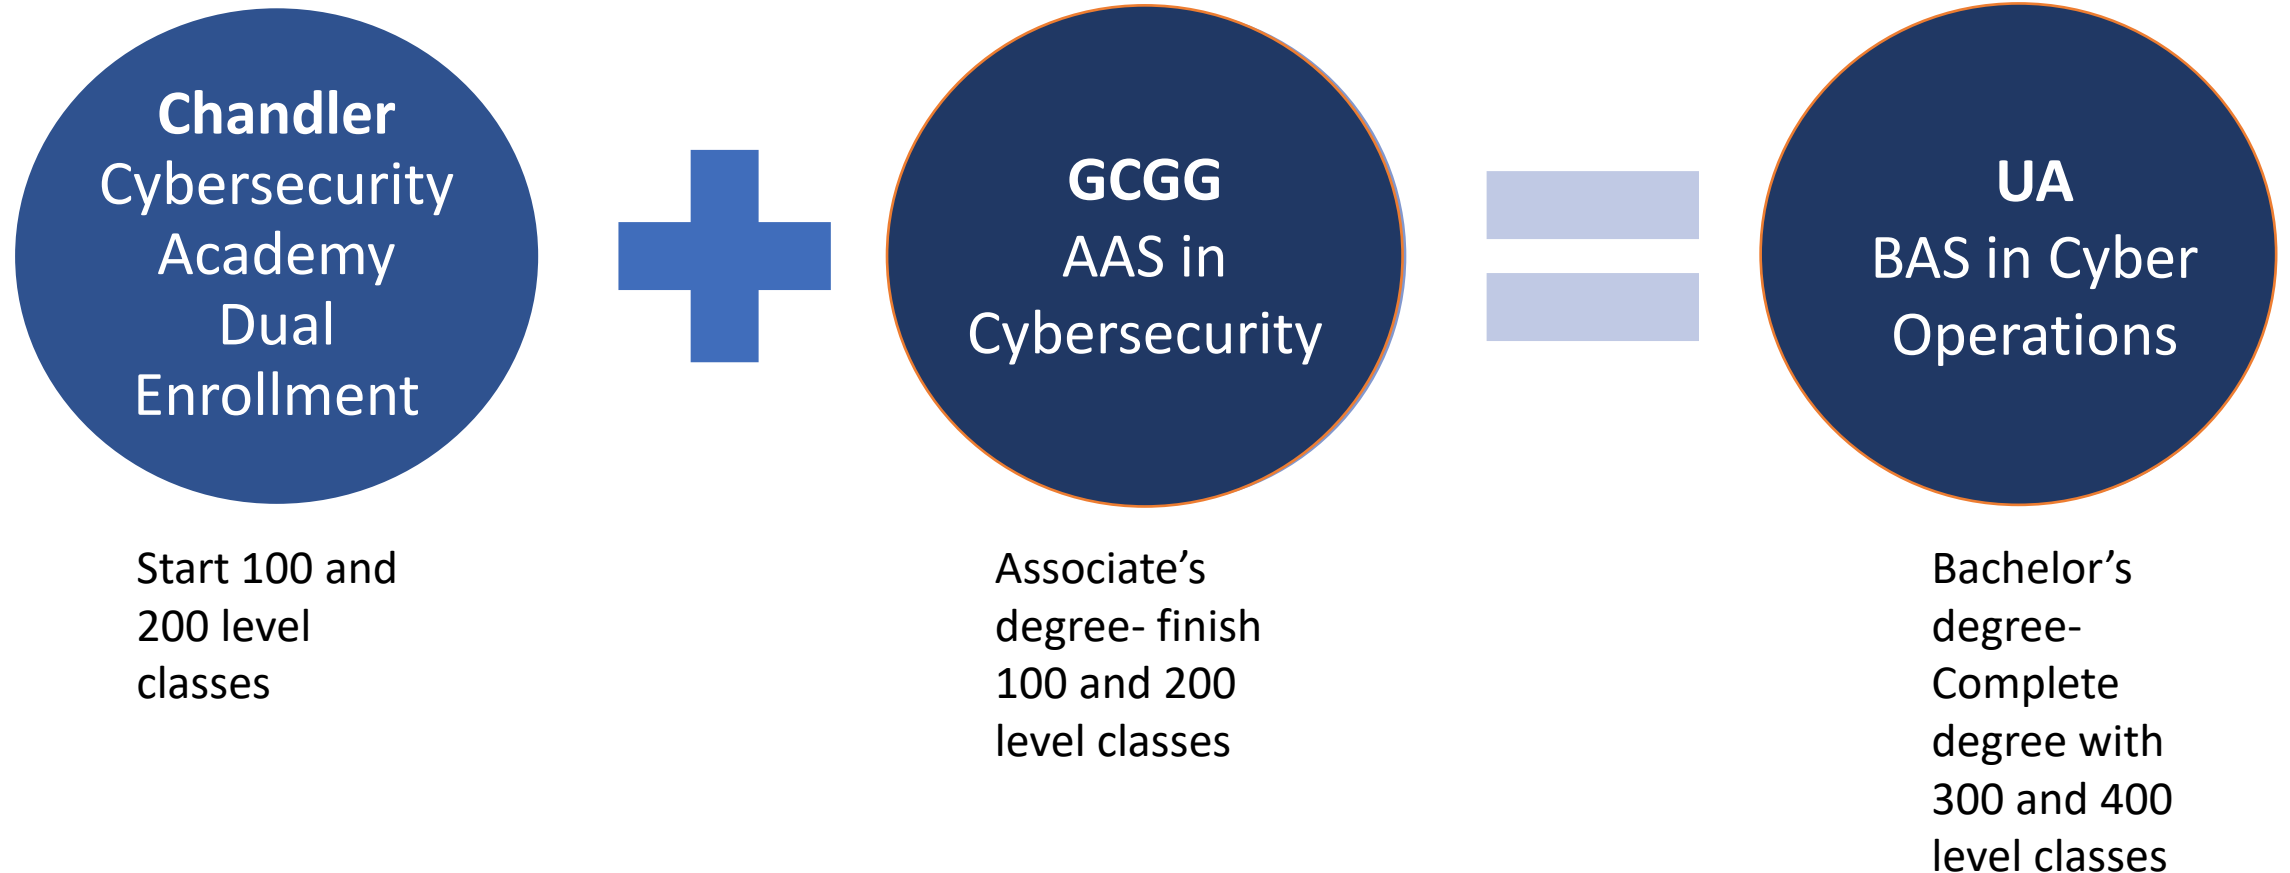 Chandler
Cybersecurity
Academy
Dual
Enrollment
GCGG
AAS in
Cybersecurity
UA
BAS in Cyber
Operations
Start 100 and
200 level
classes
Associate’s
degree- finish
100 and 200
level classes
Bachelor’s
degree-
Complete
degree with
300 and 400
level classes